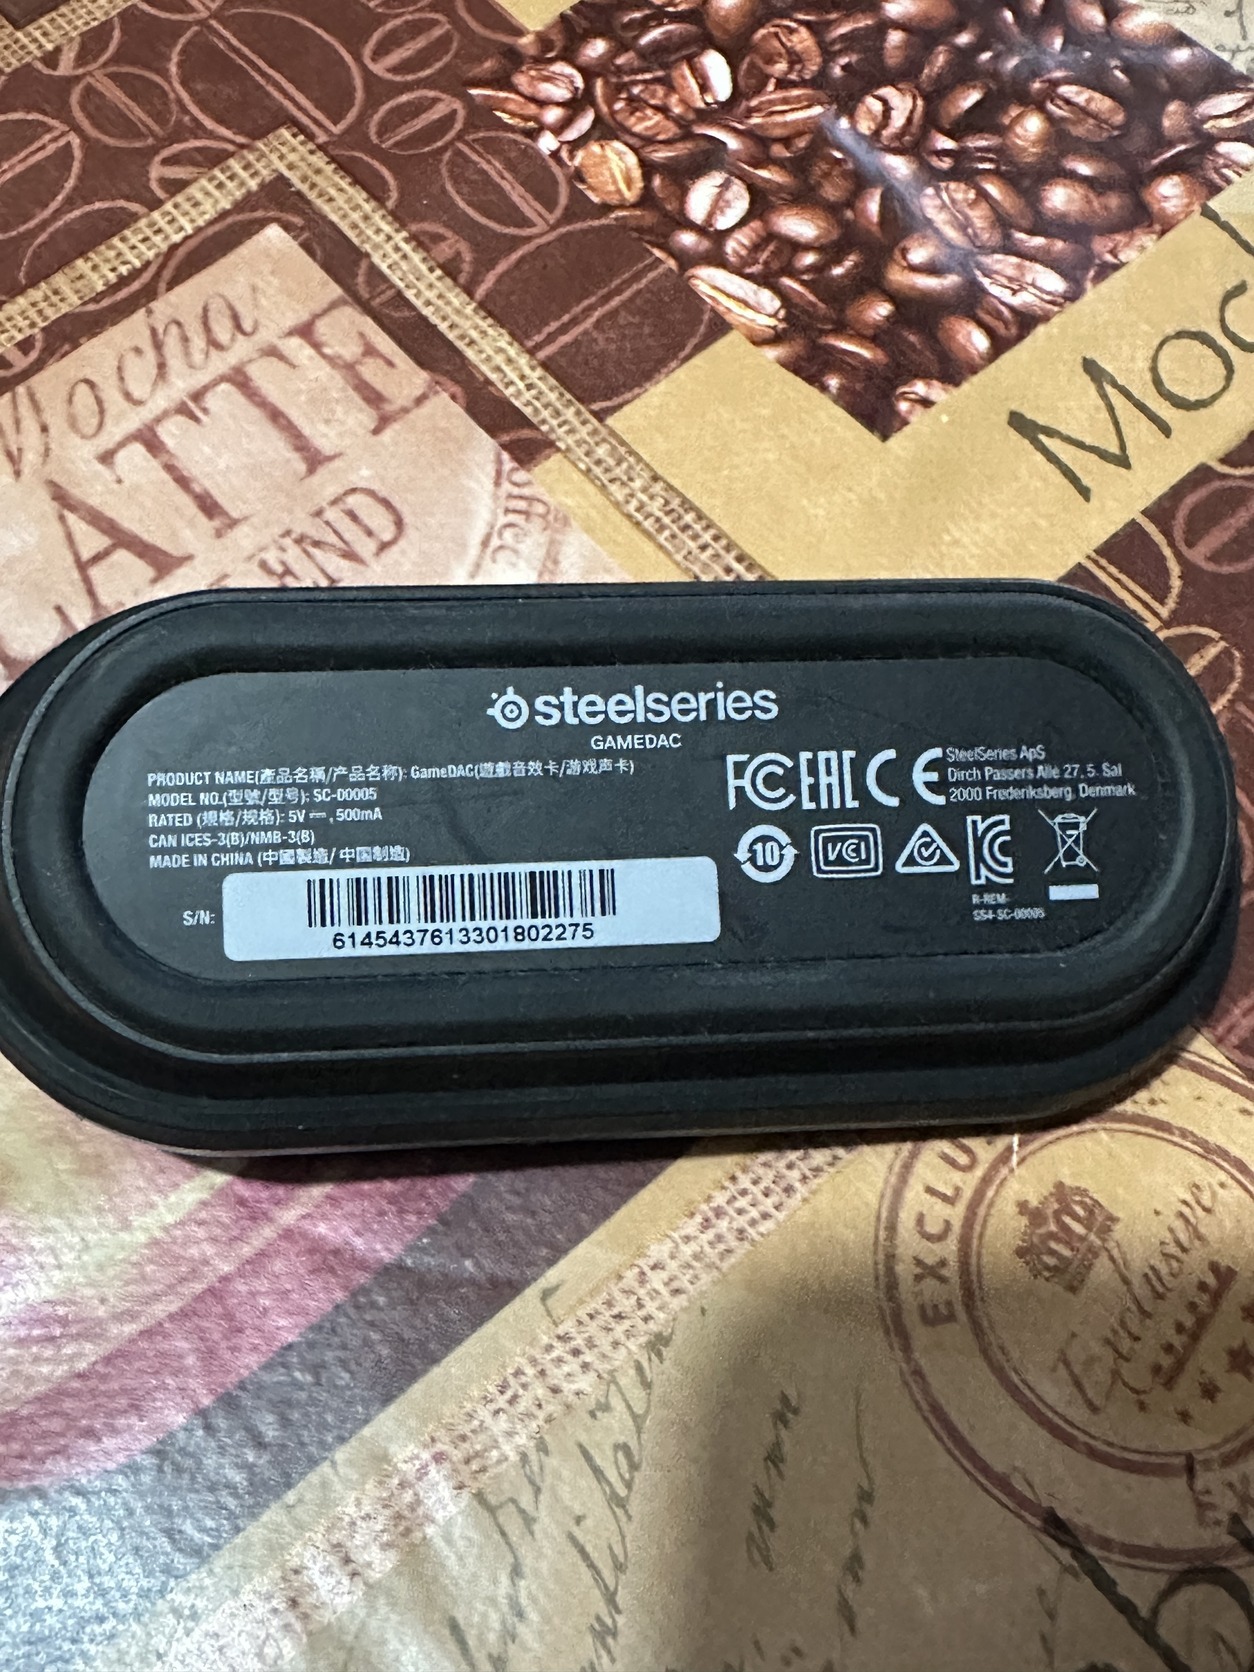 Mocha
LATTE
BLEND
coffee
Moc
steelseries
GAMEDAC
PRODUCT NAME(產品名稱/产品名称): GameDAC(遊戲音效卡/游戏声卡)
MODEL NO.(型號/型号): SC-00005
RATED (規格/规格): 5V ⎓, 500mA
CAN ICES-3(B)/NMB-3(B)
MADE IN CHINA (中國製造/ 中国制造)
S/N:
6145437613301802275
FC EAC CE
SteelSeries ApS
Dirch Passers Allé 27, 5. Sal
2000 Frederiksberg, Denmark
10 VCI
R-REM-
SS4-SC-00005
EXCLU
Exclusive